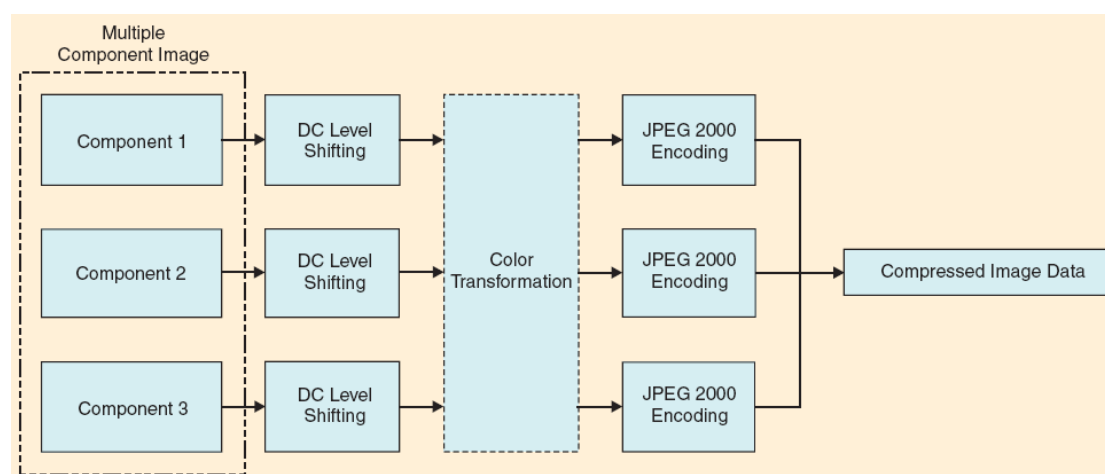 Multiple
Component Image
Component 1
DC Level
Shifting
JPEG 2000
Encoding
Component 2
DC Level
Shifting
Color
Transformation
JPEG 2000
Encoding
Compressed Image Data
Component 3
DC Level
Shifting
JPEG 2000
Encoding